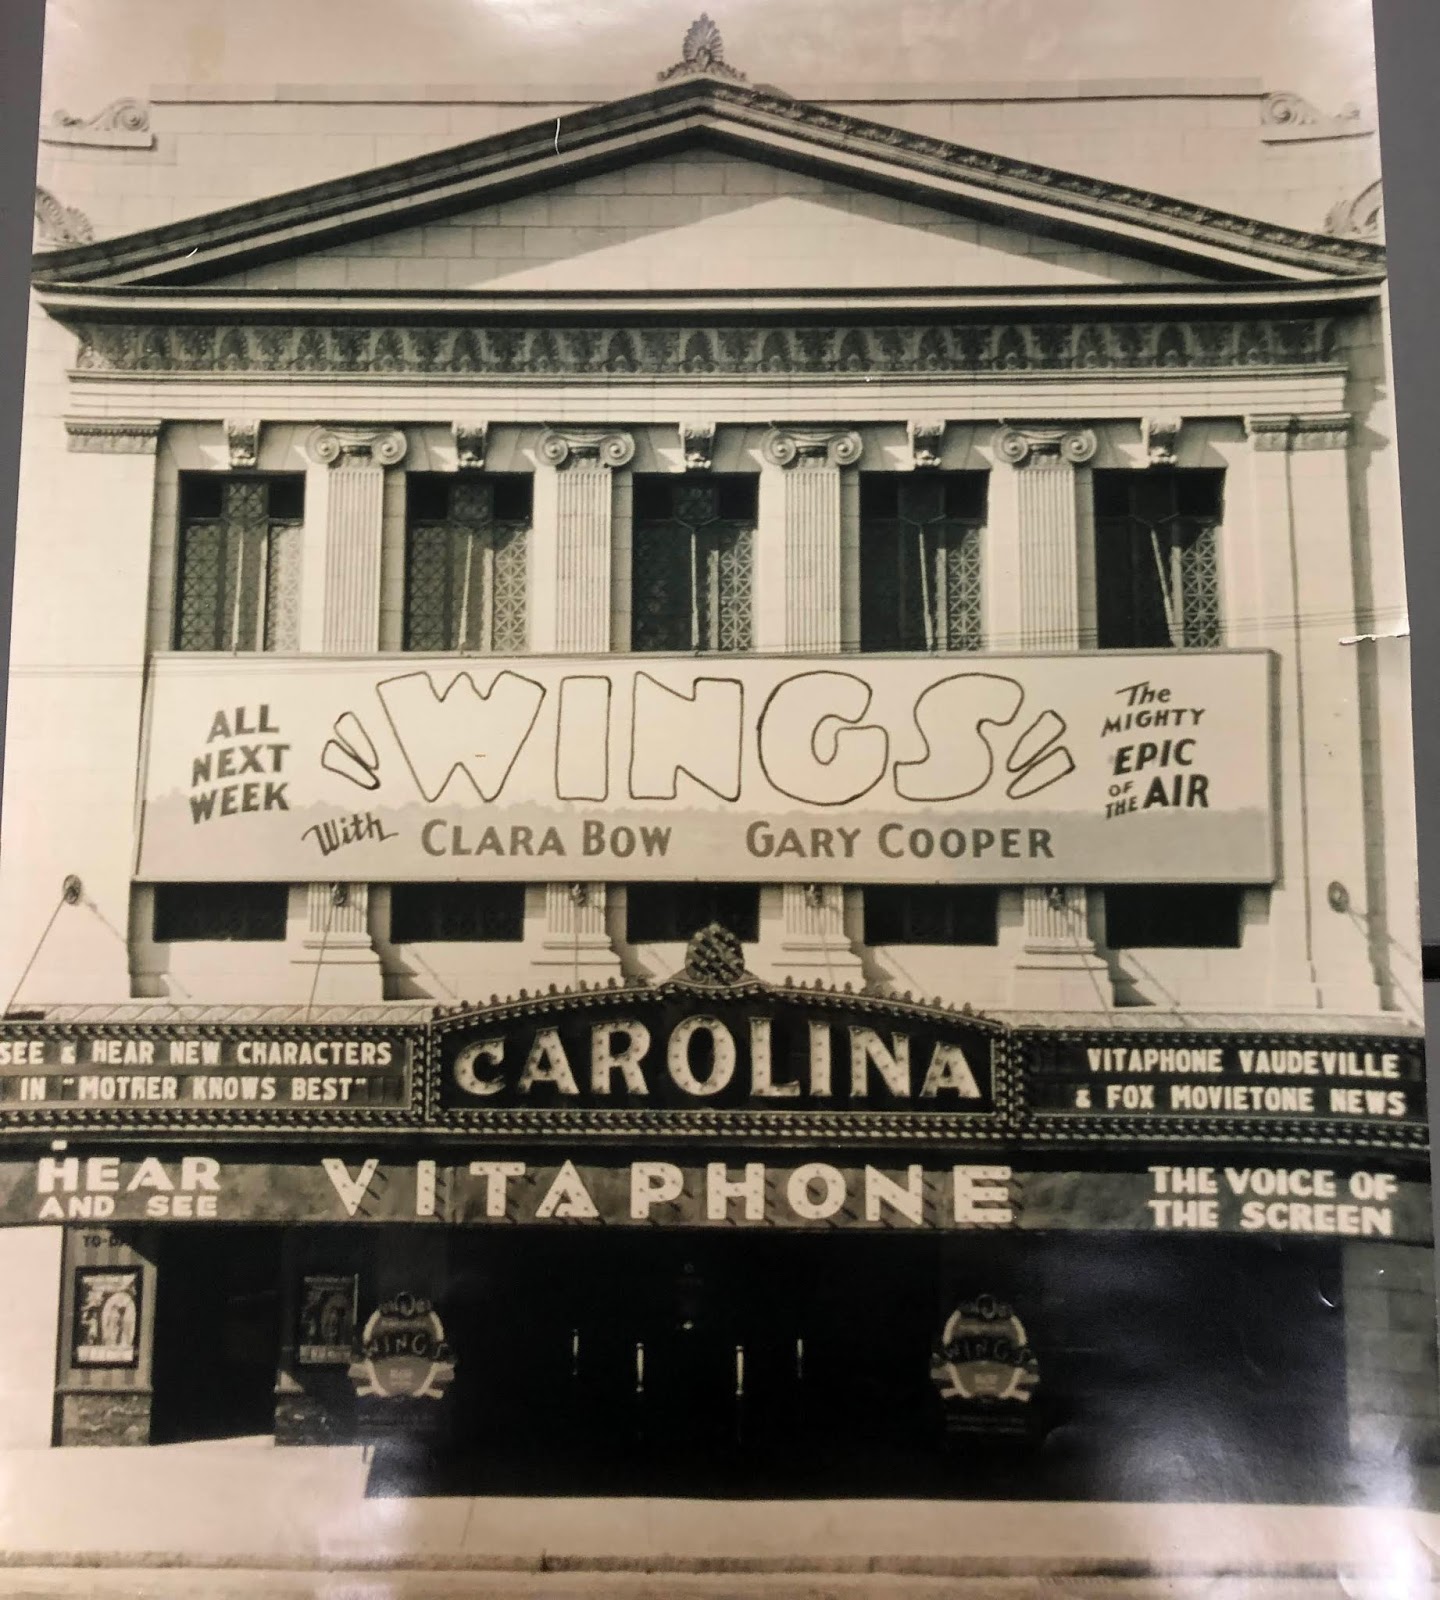 ALL
NEXT
WEEK
WINGS
The
MIGHTY
EPIC
OF
THE AIR
With CLARA BOW GARY COOPER
CAROLINA
SEE & HEAR NEW CHARACTERS
IN "MOTHER KNOWS BEST"
VITAPHONE VAUDEVILLE
& FOX MOVIETONE NEWS
HEAR
AND SEE
VITAPHONE
THE VOICE OF
THE SCREEN
WINGS
WINGS